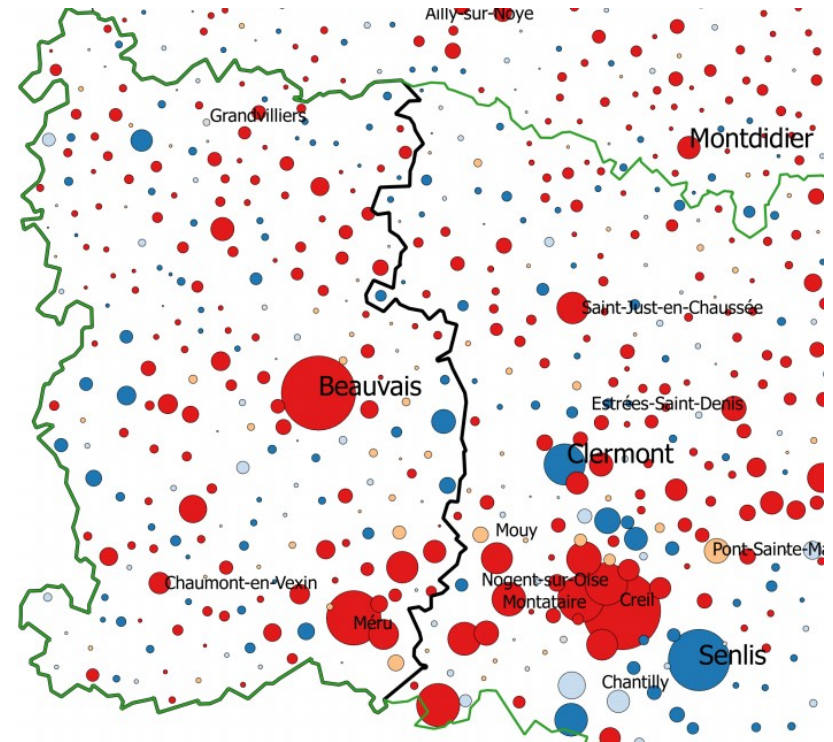 Ailly-sur-Noye
Grandvilliers
Montdidier
Saint-Just-en-Chaussée
Beauvais
Estrées-Saint-Denis
Clermont
Mouy
Pont-Sainte-Ma
Chaumont-en-Vexin
Nogent-sur-Oise
Montataire
Creil
Méru
Senlis
Chantilly